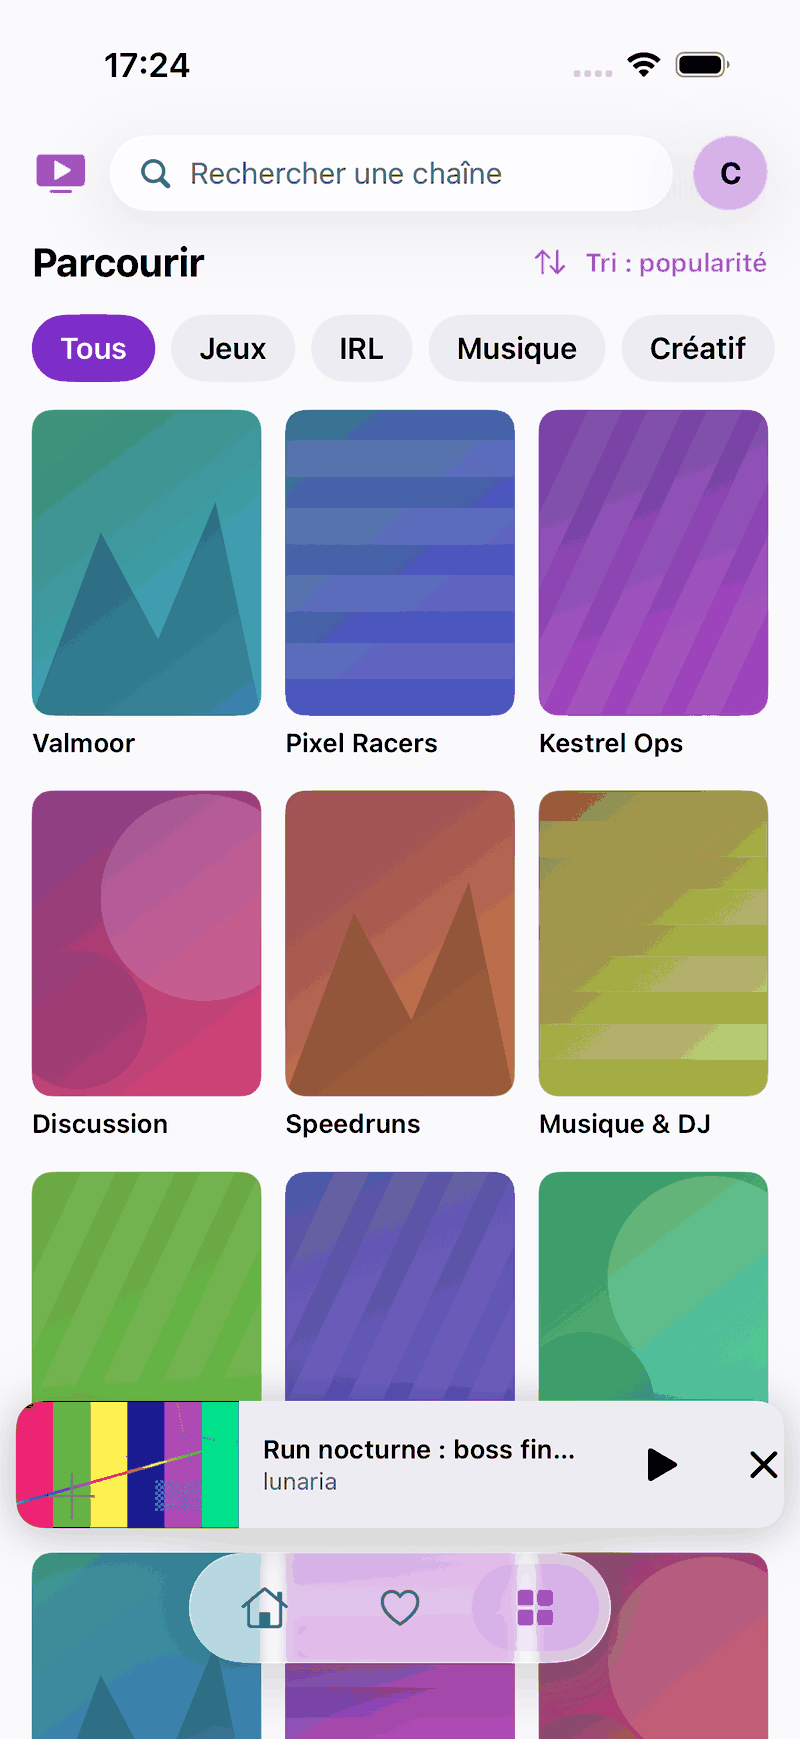 17:24
Rechercher une chaîne
C
Parcourir
Tri : popularité
Tous
Jeux
IRL
Musique
Créatif
Valmoor
Pixel Racers
Kestrel Ops
Discussion
Speedruns
Musique & DJ
Run nocturne : boss fin...
lunaria